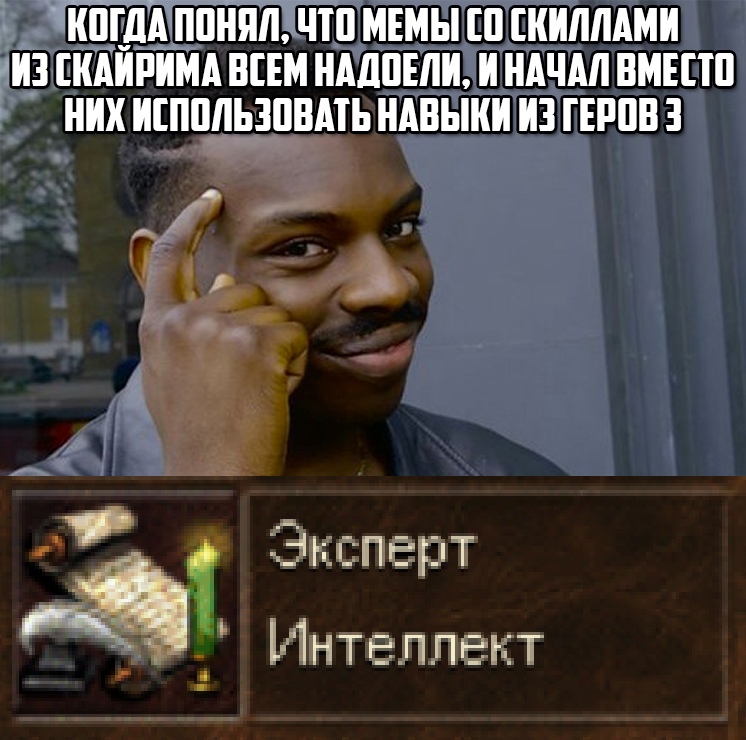 КОГДА ПОНЯЛ, ЧТО МЕМЫ СО СКИЛЛАМИ
ИЗ СКАЙРИМА ВСЕМ НАДОЕЛИ, И НАЧАЛ ВМЕСТО
НИХ ИСПОЛЬЗОВАТЬ НАВЫКИ ИЗ ГЕРОВ 3
Эксперт
Интеллект